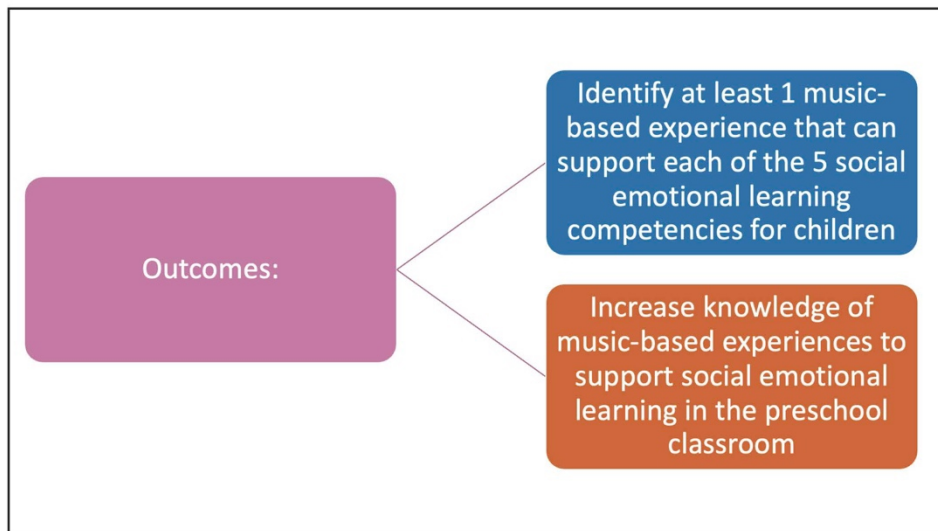 Outcomes:
Identify at least 1 music-
based experience that can
support each of the 5 social
emotional learning
competencies for children
Increase knowledge of
music-based experiences to
support social emotional
learning in the preschool
classroom